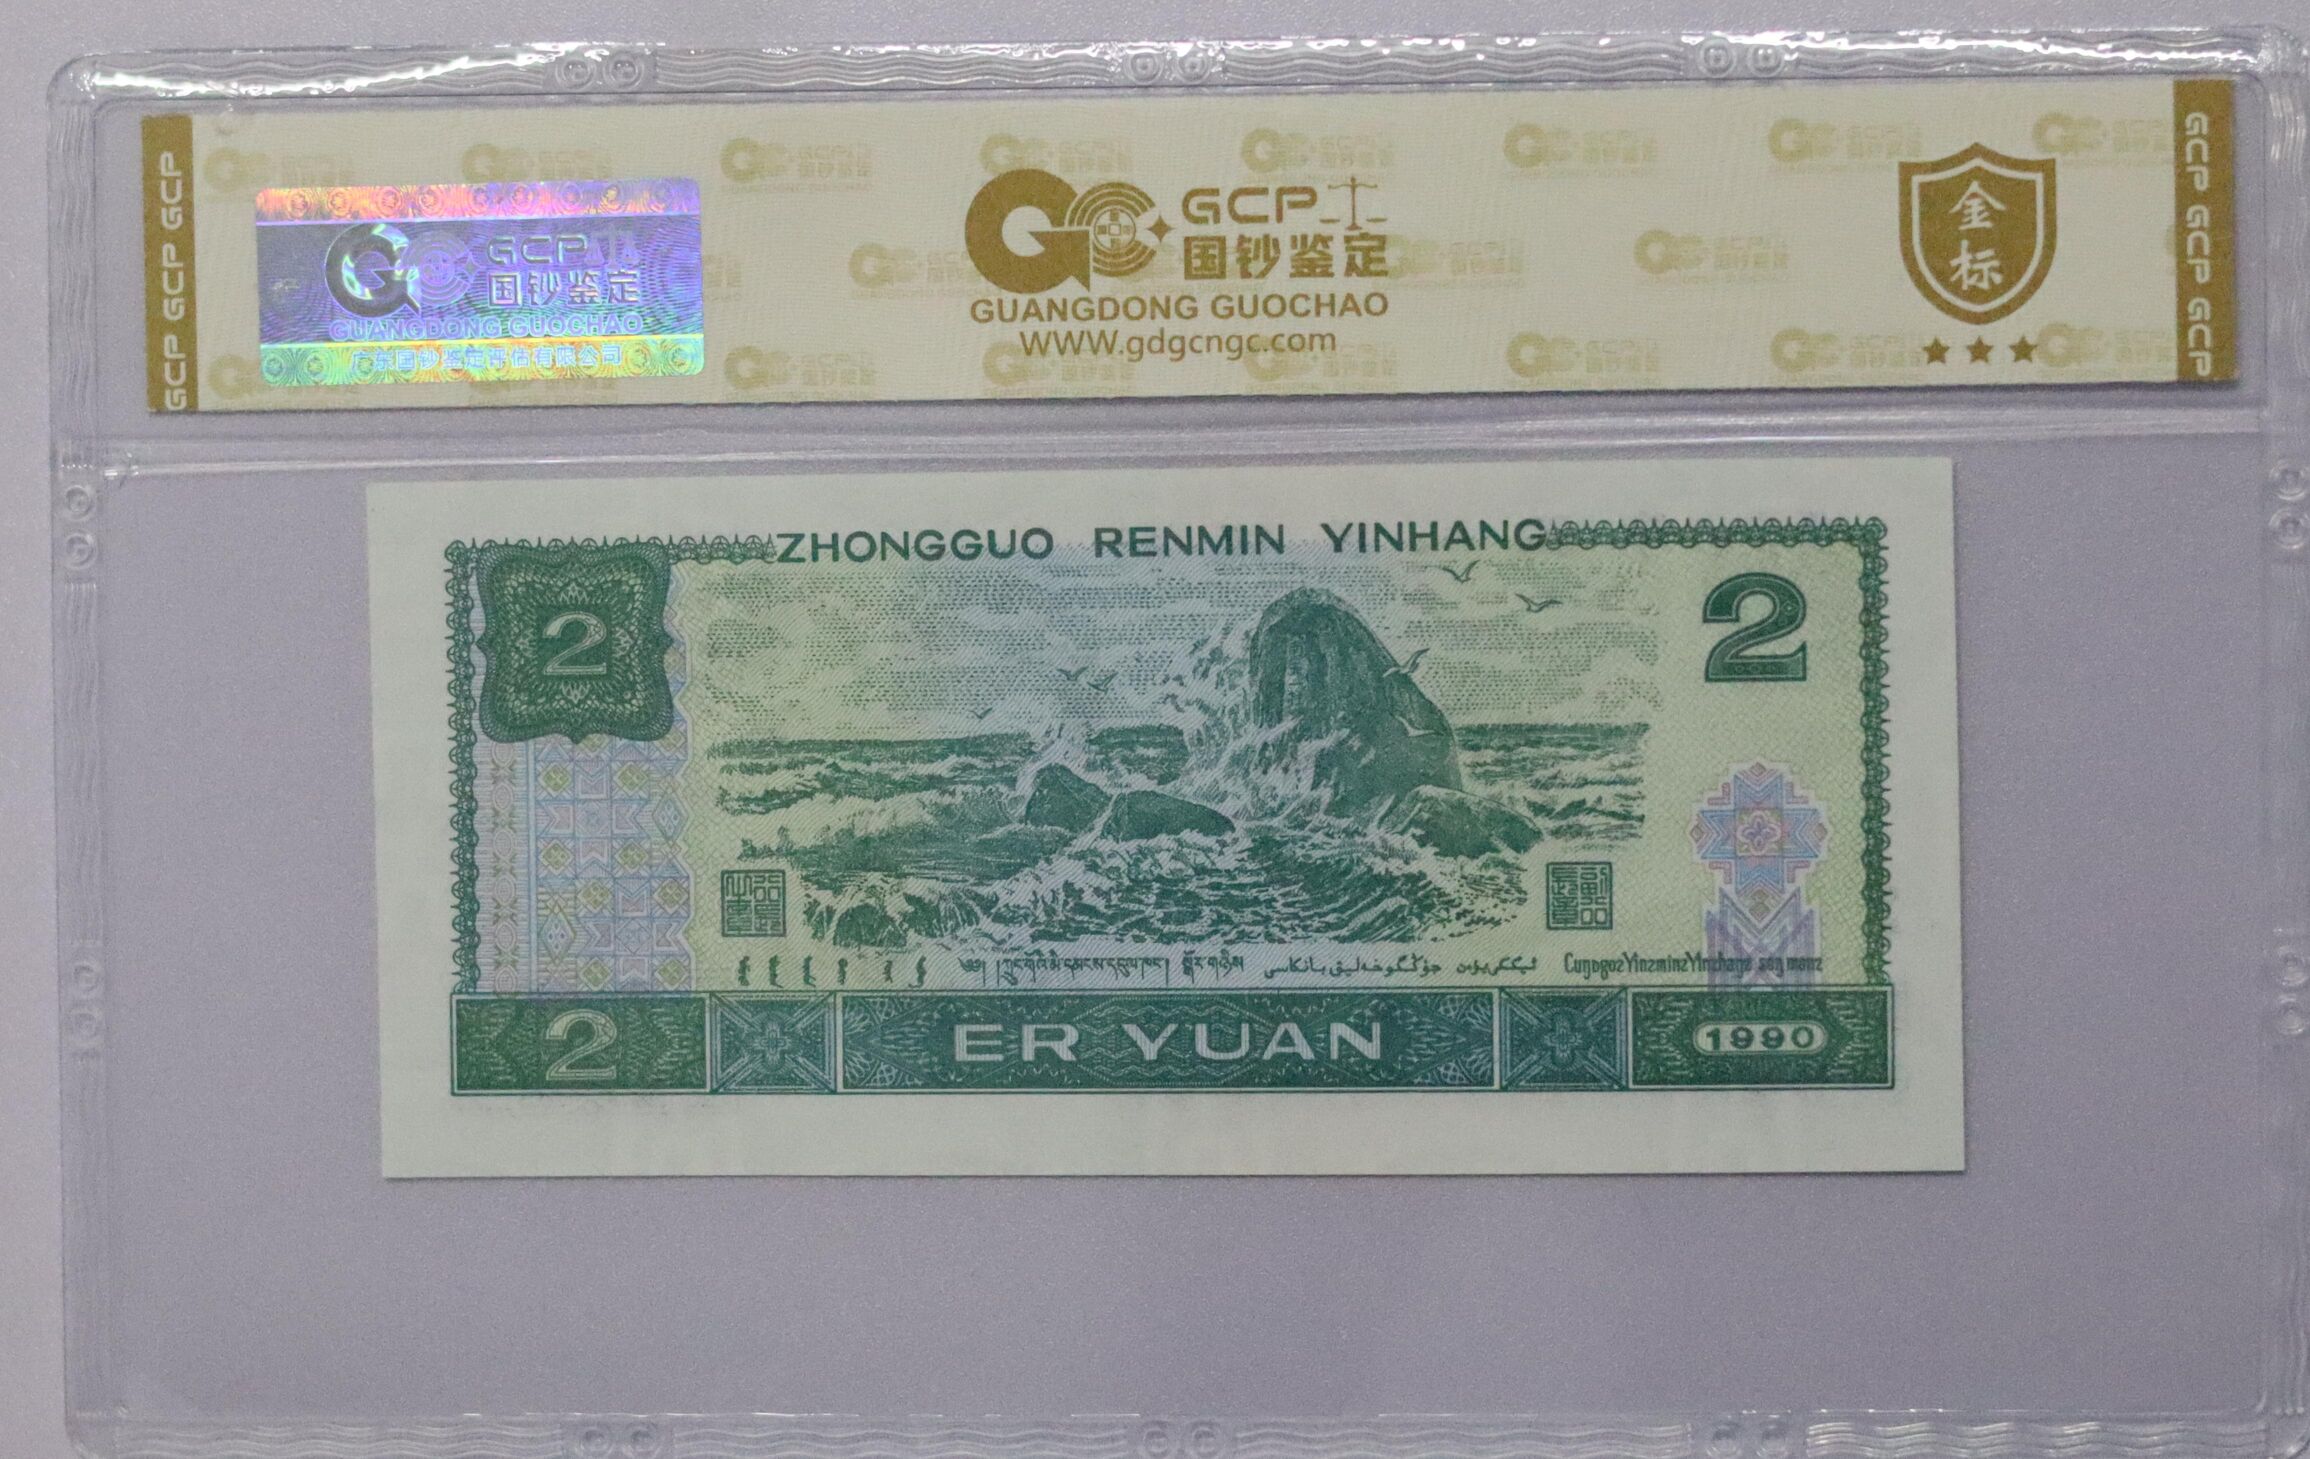 GCP GCP GCP
GCP
国钞鉴定
GUANGDONG GUOCHAO
广东国钞鉴定评估有限公司
GCP
国钞鉴定
GUANGDONG GUOCHAO
WWW.gdgcngc.com
金标
GCP GCP GCP
ZHONGGUO RENMIN YINHANG
2
2
2
ER YUAN
1990